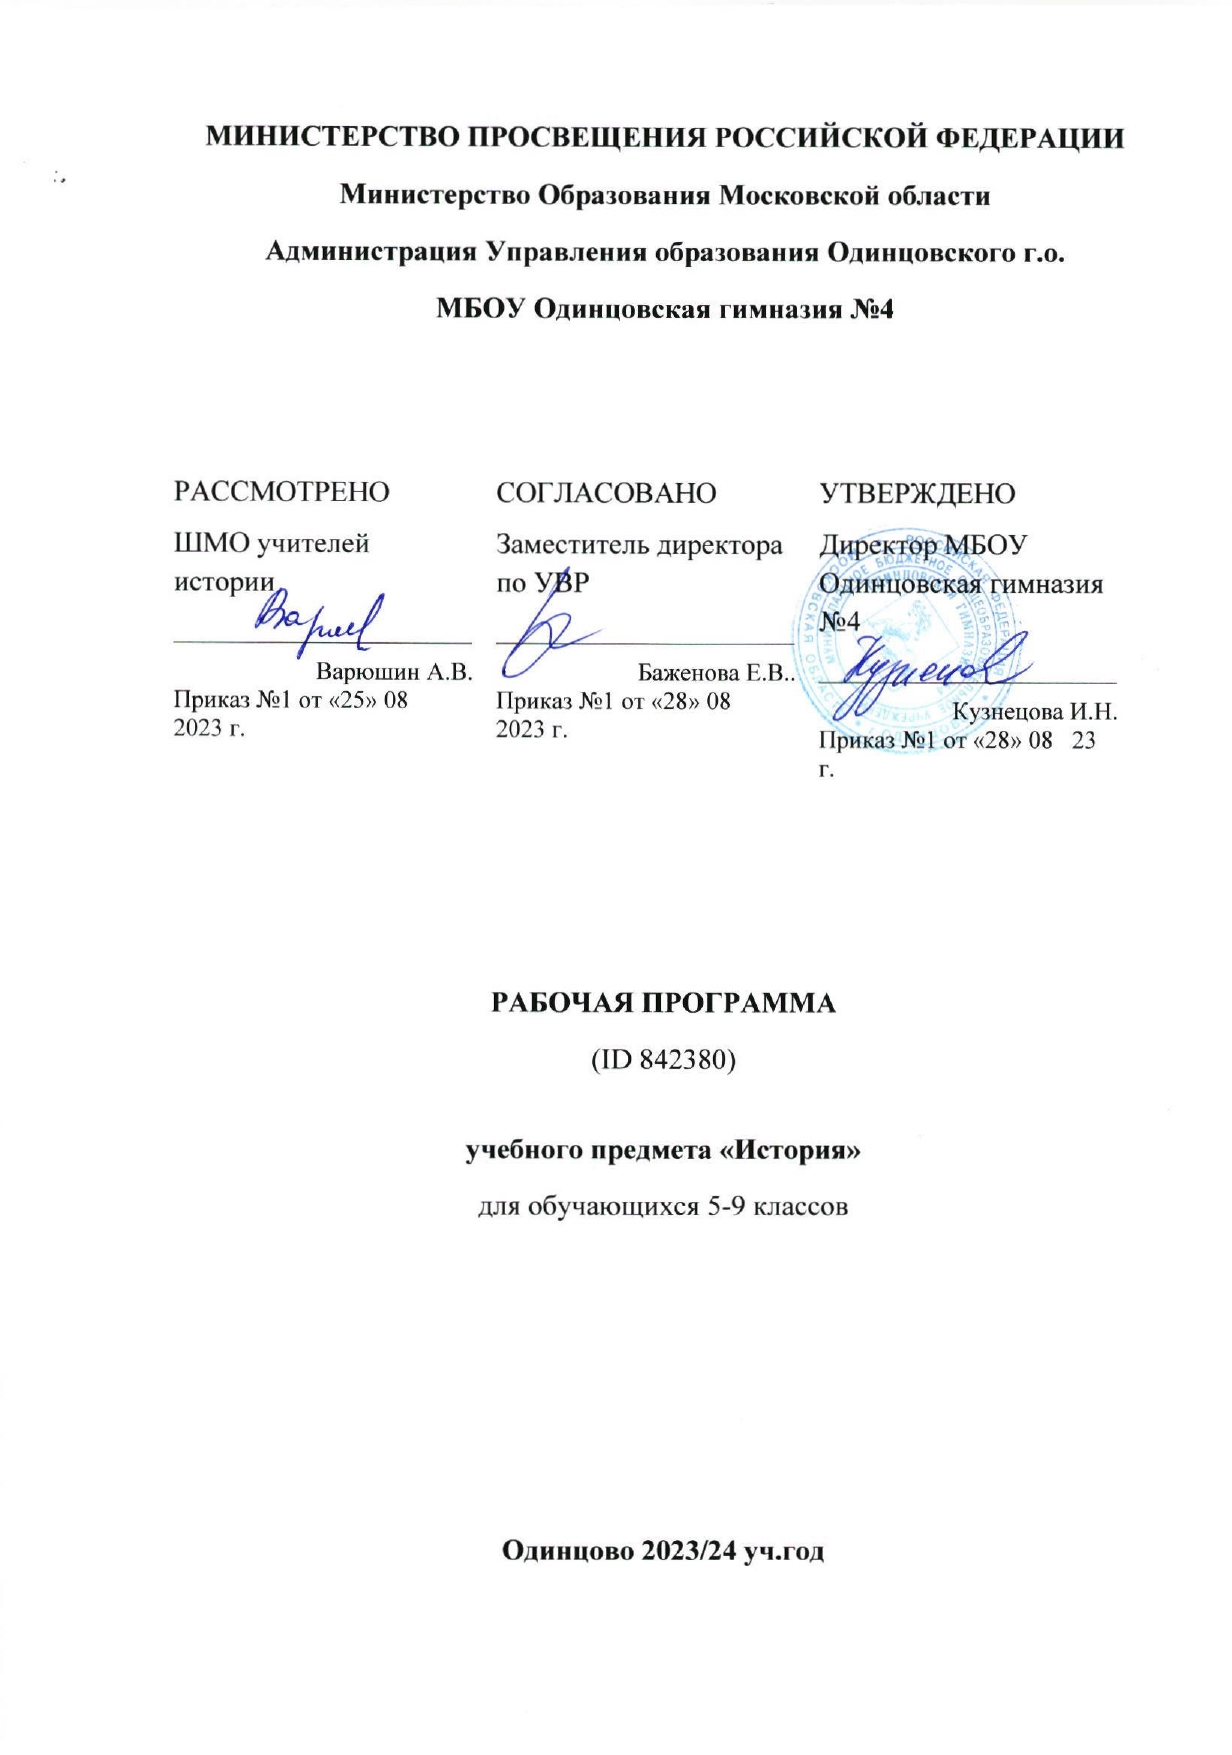 МИНИСТЕРСТВО ПРОСВЕЩЕНИЯ РОССИЙСКОЙ ФЕДЕРАЦИИ
Министерство Образования Московской области
Администрация Управления образования Одинцовского г.о.
МБОУ Одинцовская гимназия №4
РАССМОТРЕНО
ШМО учителей
истории
Варюшин А.В.
Приказ №1 от «25» 08
2023 г.
СОГЛАСОВАНО
Заместитель директора
по УВР
Баженова Е.В..
Приказ №1 от «28» 08
2023 г.
УТВЕРЖДЕНО
Директор МБОУ
Одинцовская гимназия
№4
Кузнецова И.Н.
Приказ №1 от «28» 08 23
г.
РАБОЧАЯ ПРОГРАММА
(ID 842380)
учебного предмета «История»
для обучающихся 5-9 классов
Одинцово 2023/24 уч.год